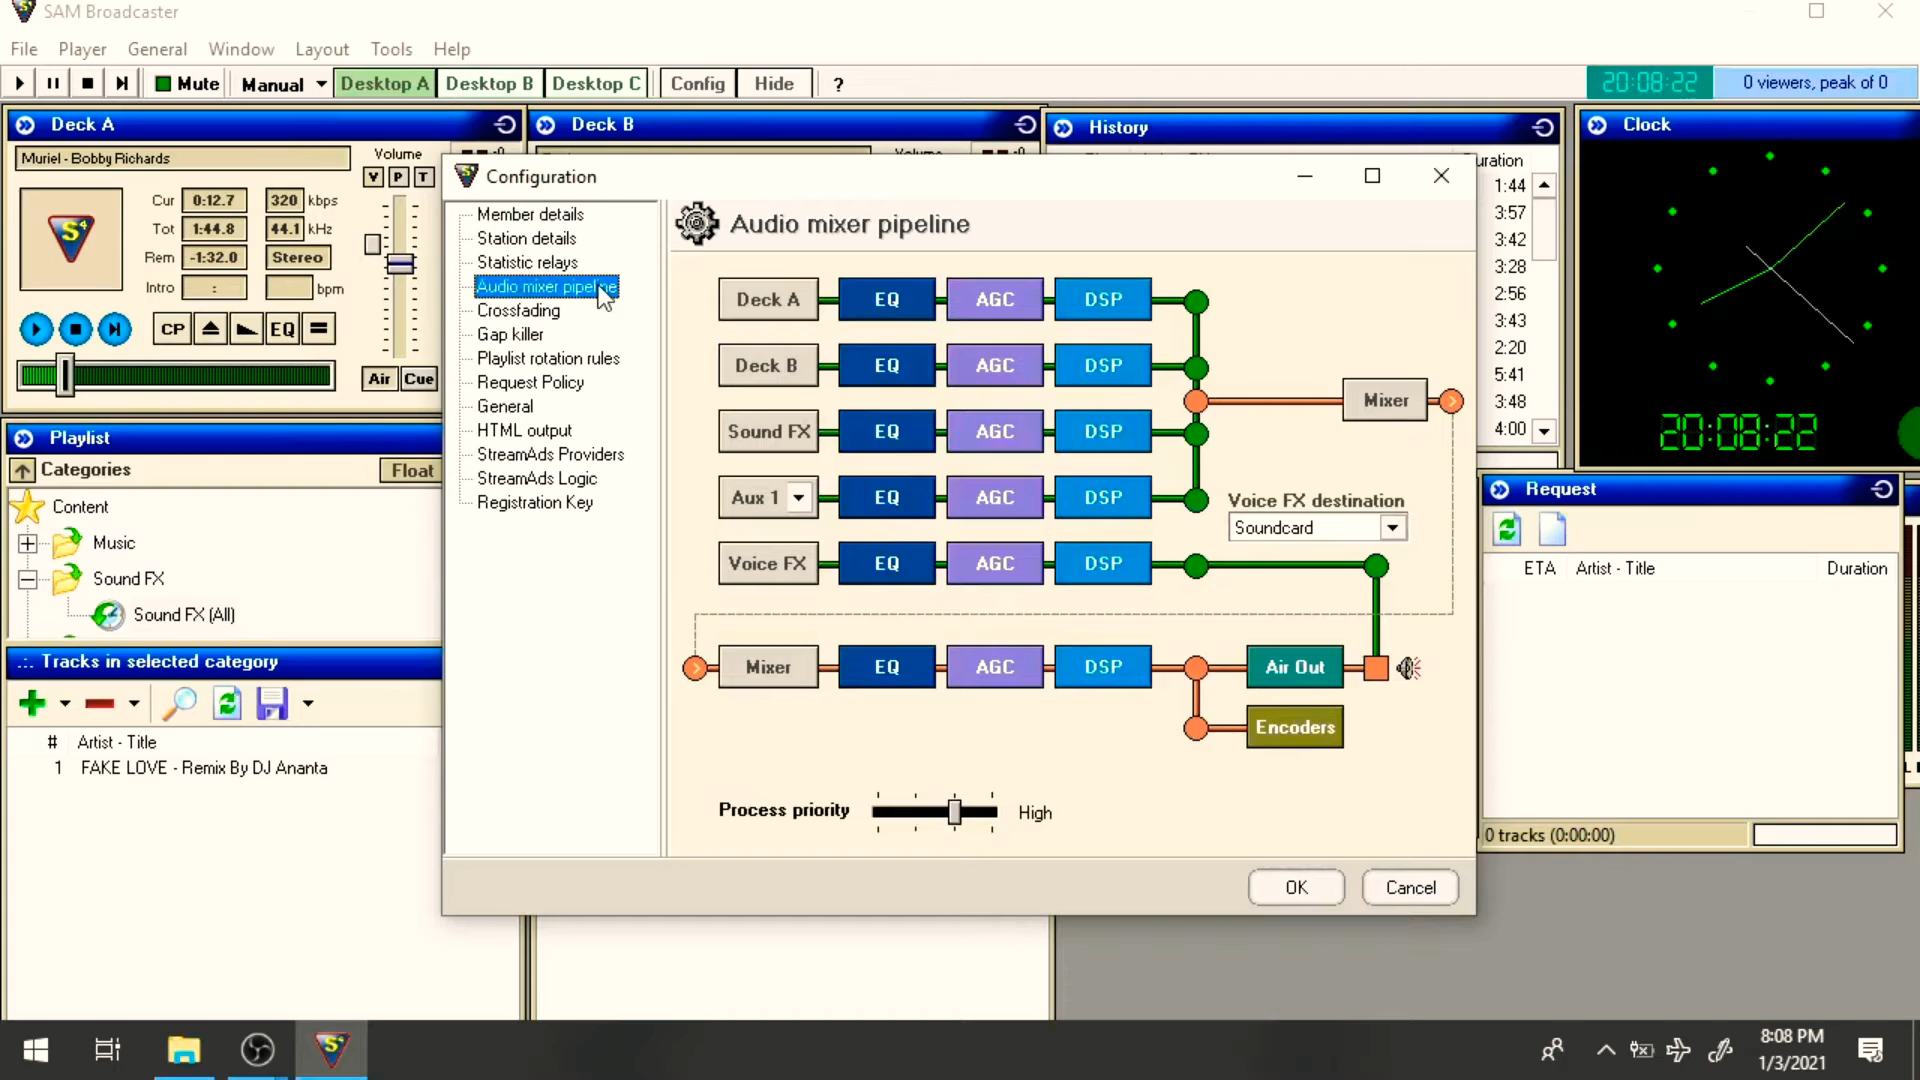 SAM Broadcaster
File Player General Window Layout Tools Help
Mute Manual Desktop A Desktop B Desktop C Config Hide ? 20:08:22 0 viewers, peak of 0
Deck A
Muriel - Bobby Richards
Volume
V P T
Cur 0:12.7 320 kbps
Tot 1:44.8 44.1 kHz
Rem -1:32.0 Stereo
Intro : bpm
CP EQ
Air Cue
Deck B
History
Duration
1:44
3:57
3:42
3:28
2:56
3:43
2:20
5:41
3:48
4:00
Clock
20:08:22
Configuration
Member details
Station details
Statistic relays
Audio mixer pipeline
Crossfading
Gap killer
Playlist rotation rules
Request Policy
General
HTML output
StreamAds Providers
StreamAds Logic
Registration Key
Audio mixer pipeline
Deck A EQ AGC DSP
Deck B EQ AGC DSP
Mixer
Sound FX EQ AGC DSP
Aux 1 EQ AGC DSP
Voice FX destination
Soundcard
Voice FX EQ AGC DSP
Mixer EQ AGC DSP Air Out
Encoders
Process priority High
OK Cancel
Playlist
Categories Float
Content
Music
Sound FX
Sound FX (All)
.:. Tracks in selected category
# Artist - Title
1 FAKE LOVE - Remix By DJ Ananta
Request
ETA Artist - Title Duration
0 tracks (0:00:00)
8:08 PM
1/3/2021